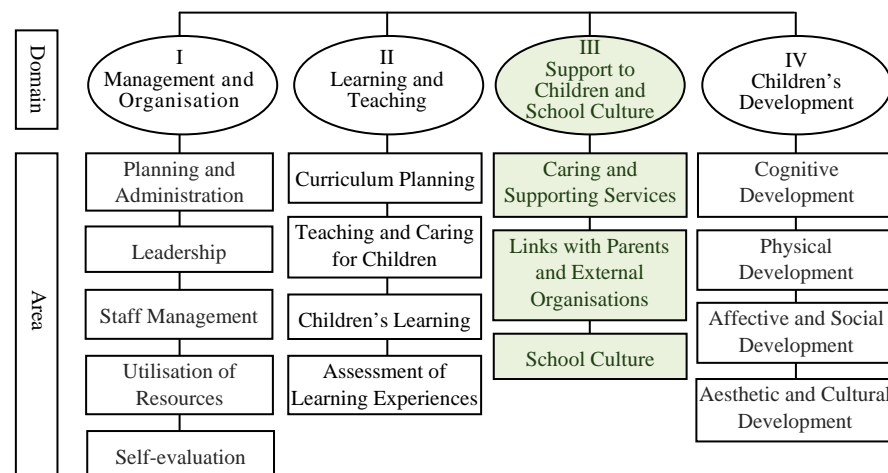 Domain
I
Management and
Organisation
II
Learning and
Teaching
III
Support to
Children and
School Culture
IV
Children’s
Development
Area
Planning and
Administration
Leadership
Staff Management
Utilisation of
Resources
Self-evaluation
Curriculum Planning
Teaching and Caring
for Children
Children’s Learning
Assessment of
Learning Experiences
Caring and
Supporting Services
Links with Parents
and External
Organisations
School Culture
Cognitive
Development
Physical
Development
Affective and Social
Development
Aesthetic and Cultural
Development